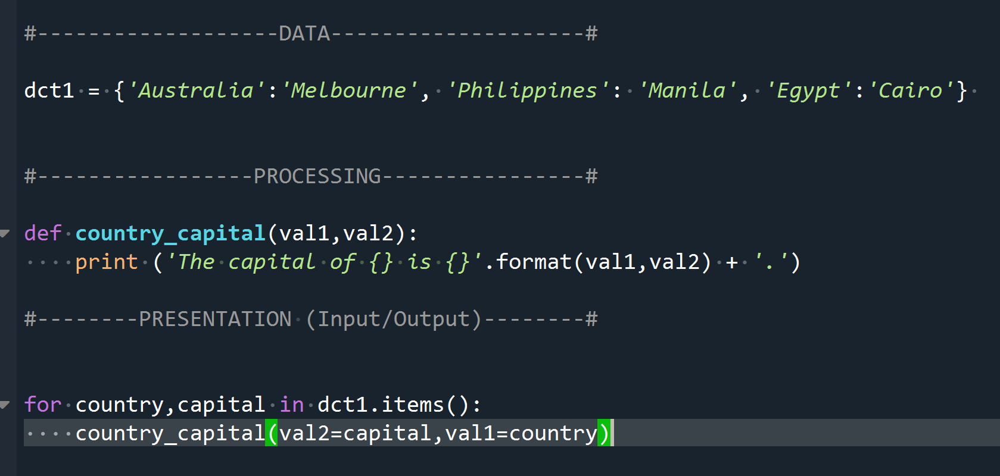 #-------------------DATA--------------------#
dct1 = {'Australia':'Melbourne', 'Philippines': 'Manila', 'Egypt':'Cairo'}
#-----------------PROCESSING----------------#
def country_capital(val1,val2):
    print ('The capital of {} is {}'.format(val1,val2) + '.')
#--------PRESENTATION (Input/Output)--------#
for country,capital in dct1.items():
    country_capital(val2=capital,val1=country)